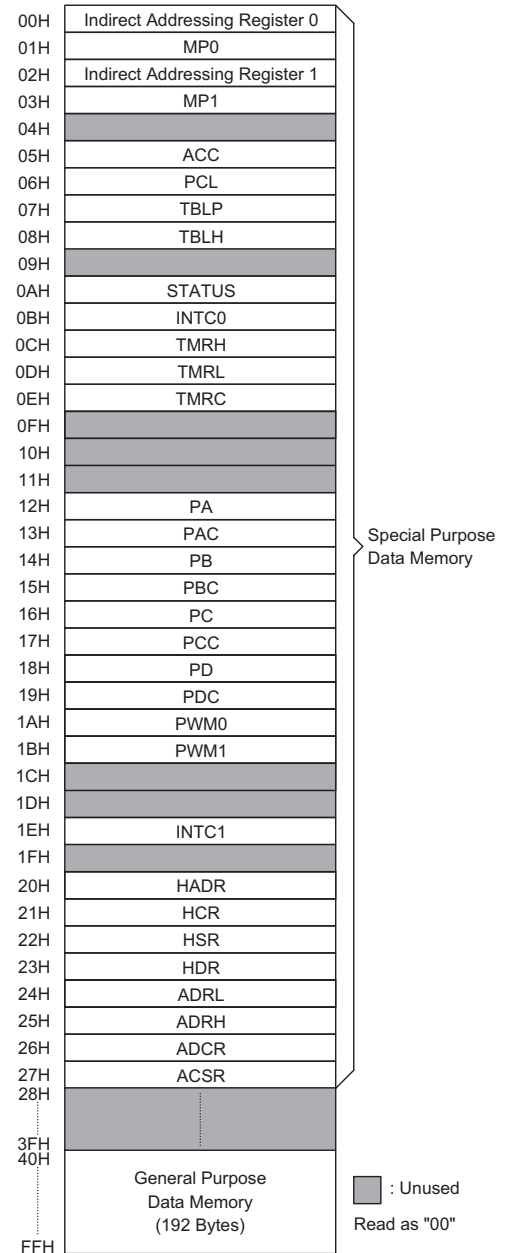 00H Indirect Addressing Register 0
01H MP0
02H Indirect Addressing Register 1
03H MP1
04H
05H ACC
06H PCL
07H TBLP
08H TBLH
09H
0AH STATUS
0BH INTC0
0CH TMRH
0DH TMRL
0EH TMRC
0FH
10H
11H
12H PA
13H PAC
14H PB
15H PBC
16H PC
17H PCC
18H PD
19H PDC
1AH PWM0
1BH PWM1
1CH
1DH
1EH INTC1
1FH
20H HADR
21H HCR
22H HSR
23H HDR
24H ADRL
25H ADRH
26H ADCR
27H ACSR
28H
3FH
40H
General Purpose
Data Memory
(192 Bytes)
FFH
Special Purpose
Data Memory
: Unused
Read as "00"